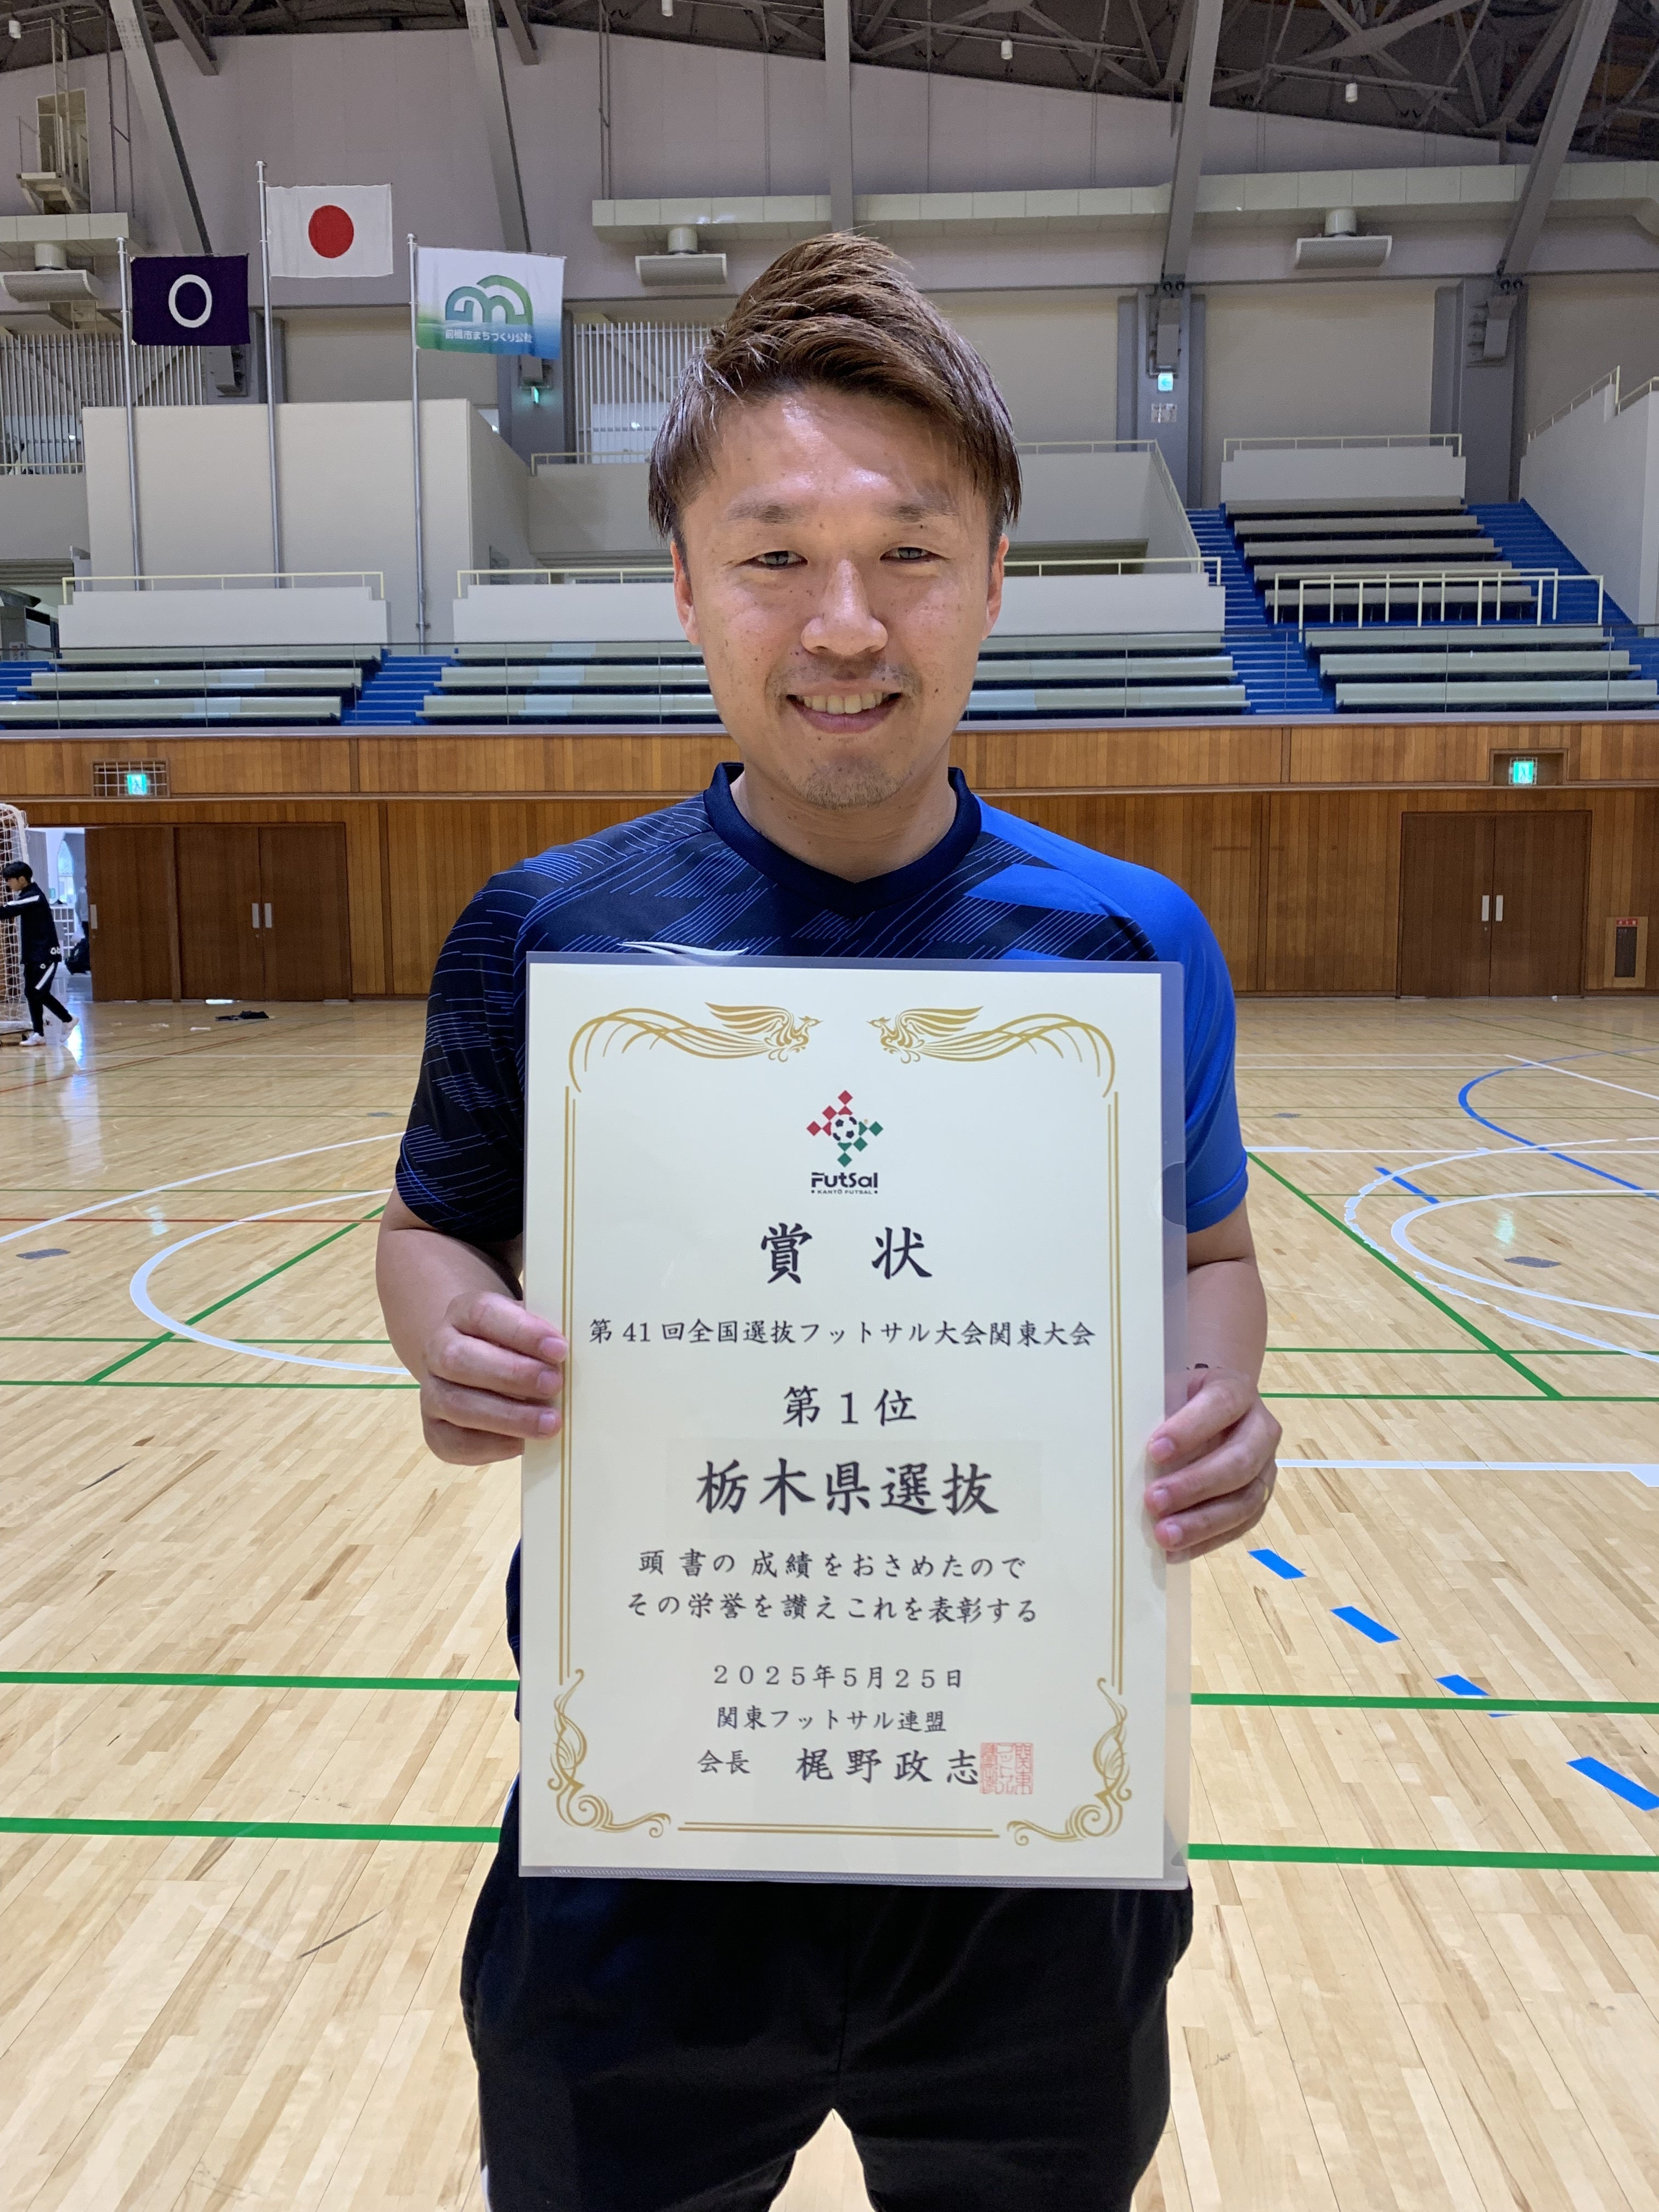 前橋市まちづくり公社
FutSal
KANTO FUTSAL
賞 状
第41回全国選抜フットサル大会関東大会
第1位
栃木県選抜
頭書の成績をおさめたので
その栄誉を讃えこれを表彰する
2025年5月25日
関東フットサル連盟
会長 梶野政志